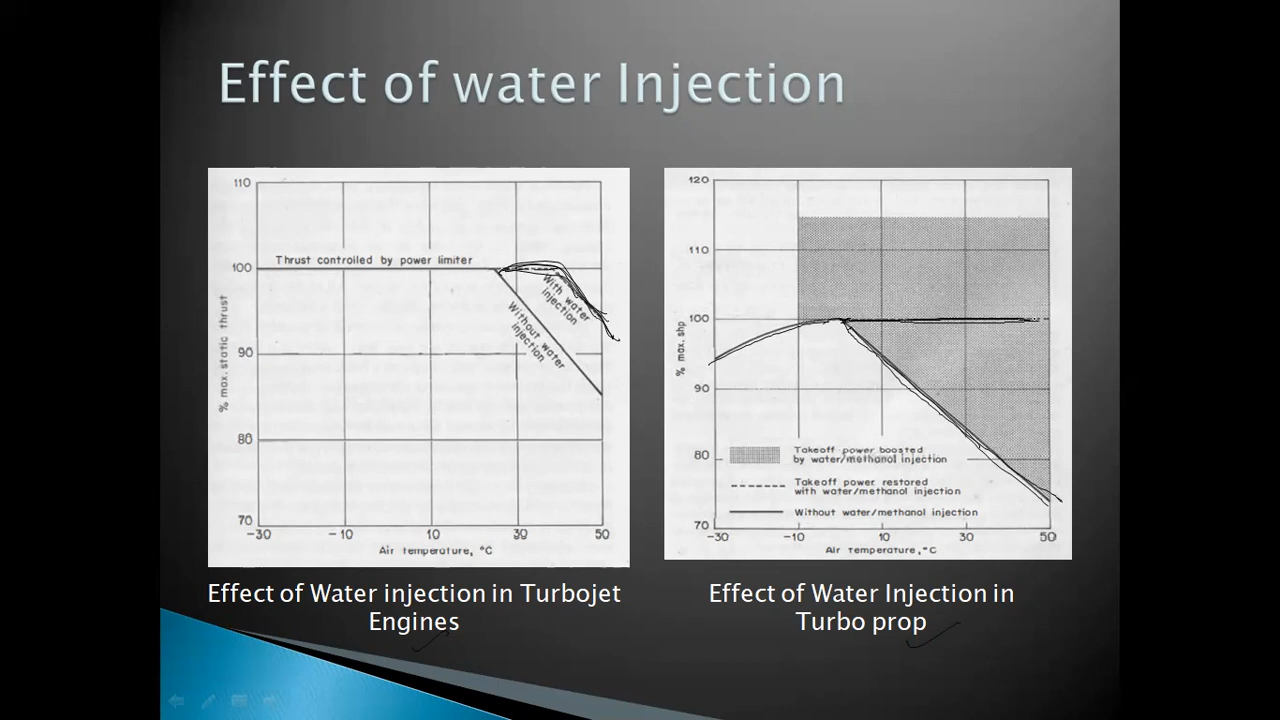 Effect of water Injection
110
100
90
80
70
-30
-10
10
30
50
Thrust controlled by power limiter
With water
injection
Without water
injection
% max. static thrust
Air temperature, °C
120
110
100
90
80
70
-30
-10
10
30
50
% max. shp
Takeoff power boosted
by water/methanol injection
Takeoff power restored
with water/methanol injection
Without water/methanol injection
Air temperature, °C
Effect of Water injection in Turbojet
Engines
Effect of Water Injection in
Turbo prop